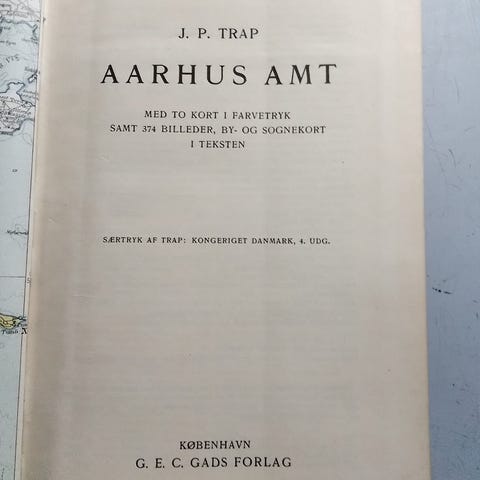 J. P. TRAP
AARHUS AMT
MED TO KORT I FARVETRYK
SAMT 374 BILLEDER, BY- OG SOGNEKORT
I TEKSTEN
SÆRTRYK AF TRAP: KONGERIGET DANMARK, 4. UDG.
KØBENHAVN
G. E. C. GADS FORLAG